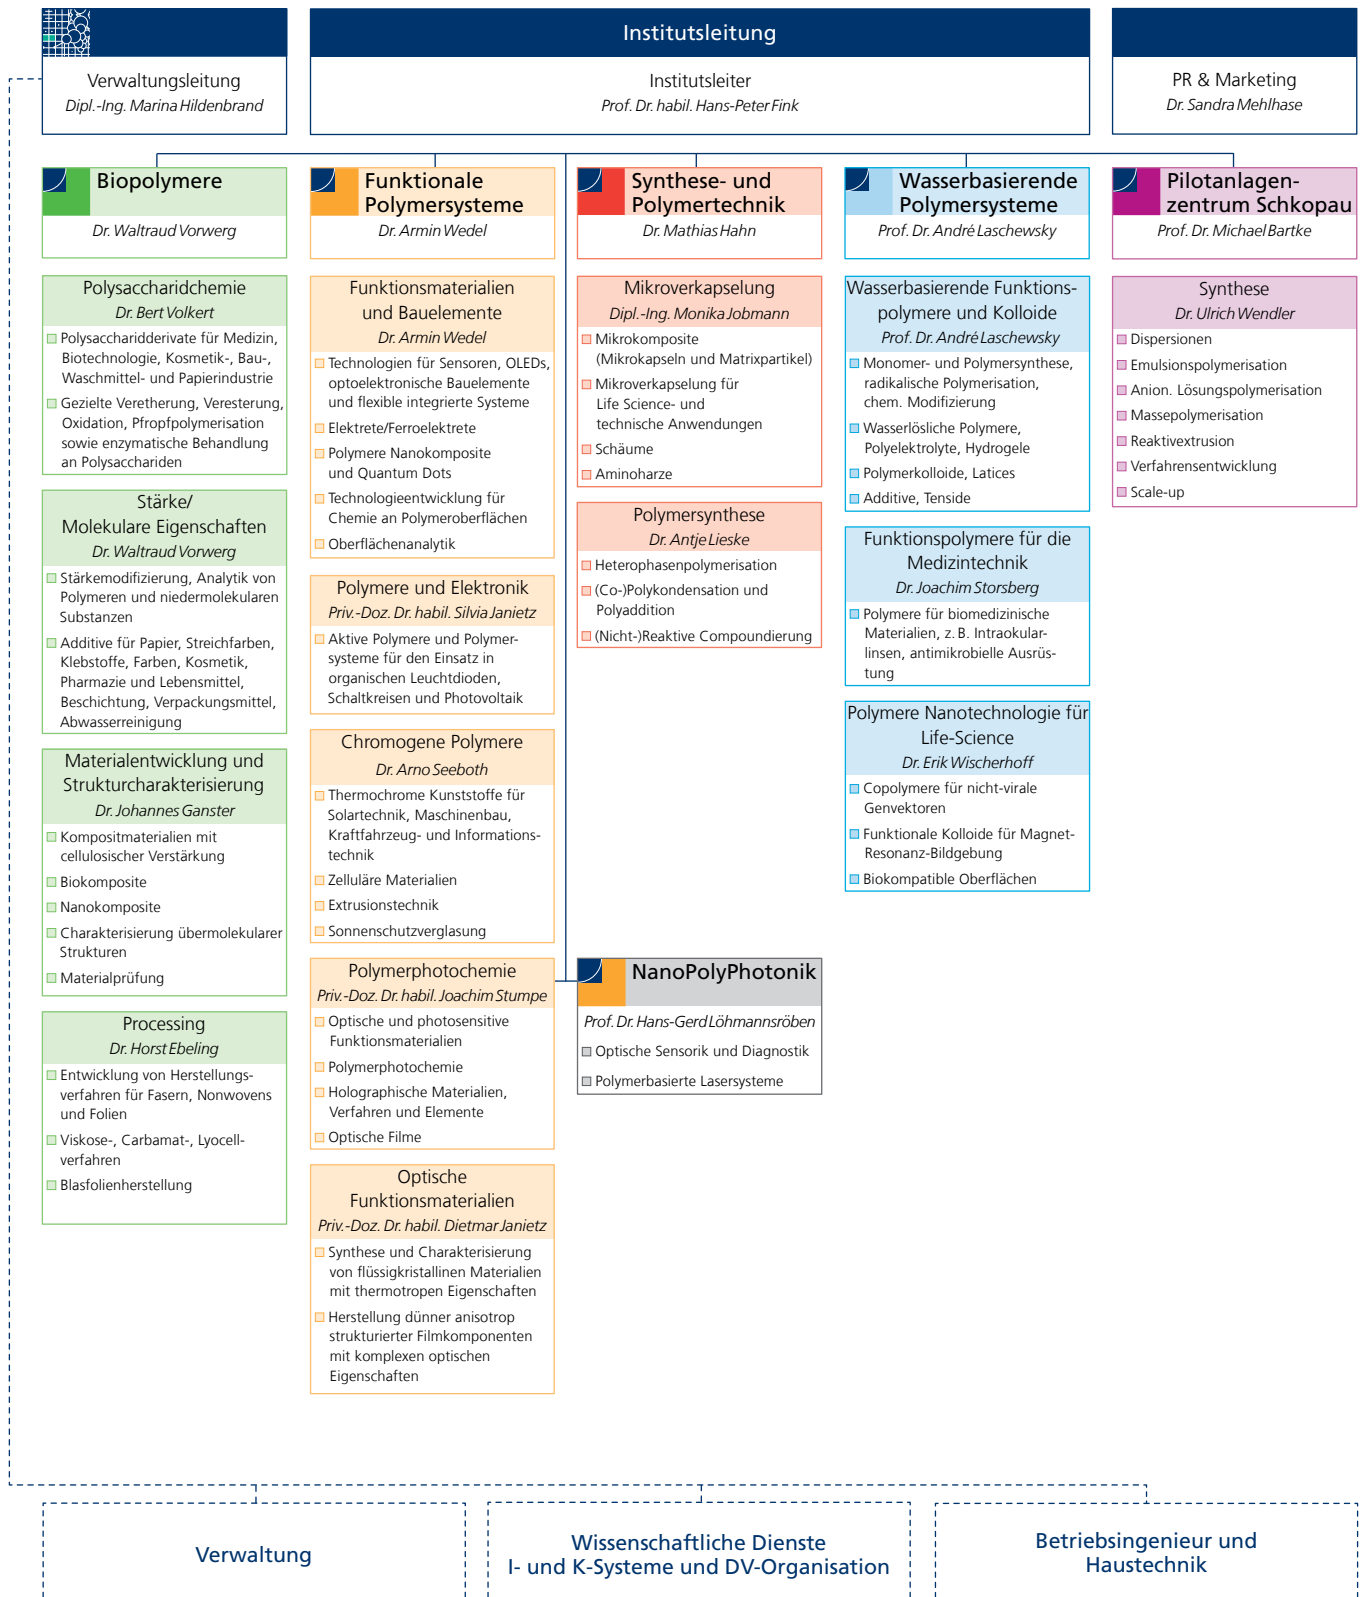 Institutsleitung
Verwaltungsleitung
Dipl.-Ing. Marina Hildenbrand
Institutsleiter
Prof. Dr. habil. Hans-Peter Fink
PR & Marketing
Dr. Sandra Mehlhase
Biopolymere
Dr. Waltraud Vorwerg
Polysaccharidchemie
Dr. Bert Volkert
Polysaccharidderivate für Medizin,
Biotechnologie, Kosmetik-, Bau-,
Waschmittel- und Papierindustrie
Gezielte Veretherung, Veresterung,
Oxidation, Pfropfpolymerisation
sowie enzymatische Behandlung
an Polysacchariden
Stärke/
Molekulare Eigenschaften
Dr. Waltraud Vorwerg
Stärkemodifizierung, Analytik von
Polymeren und niedermolekularen
Substanzen
Additive für Papier, Streichfarben,
Klebstoffe, Farben, Kosmetik,
Pharmazie und Lebensmittel,
Beschichtung, Verpackungsmittel,
Abwasserreinigung
Materialentwicklung und
Strukturcharakterisierung
Dr. Johannes Ganster
Kompositmaterialien mit
cellulosischer Verstärkung
Biokomposite
Nanokomposite
Charakterisierung übermolekularer
Strukturen
Materialprüfung
Processing
Dr. Horst Ebeling
Entwicklung von Herstellungs-
verfahren für Fasern, Nonwovens
und Folien
Viskose-, Carbamat-, Lyocell-
verfahren
Blasfolienherstellung
Funktionale
Polymersysteme
Dr. Armin Wedel
Funktionsmaterialien
und Bauelemente
Dr. Armin Wedel
Technologien für Sensoren, OLEDs,
optoelektronische Bauelemente
und flexible integrierte Systeme
Elektrete/Ferroelektrete
Polymere Nanokomposite
und Quantum Dots
Technologieentwicklung für
Chemie an Polymeroberflächen
Oberflächenanalytik
Polymere und Elektronik
Priv.-Doz. Dr. habil. Silvia Janietz
Aktive Polymere und Polymer-
systeme für den Einsatz in
organischen Leuchtdioden,
Schaltkreisen und Photovoltaik
Chromogene Polymere
Dr. Arno Seeboth
Thermochrome Kunststoffe für
Solartechnik, Maschinenbau,
Kraftfahrzeug- und Informations-
technik
Zelluläre Materialien
Extrusionstechnik
Sonnenschutzverglasung
Polymerphotochemie
Priv.-Doz. Dr. habil. Joachim Stumpe
Optische und photosensitive
Funktionsmaterialien
Polymerphotochemie
Holographische Materialien,
Verfahren und Elemente
Optische Filme
Optische
Funktionsmaterialien
Priv.-Doz. Dr. habil. Dietmar Janietz
Synthese und Charakterisierung
von flüssigkristallinen Materialien
mit thermotropen Eigenschaften
Herstellung dünner anisotrop
strukturierter Filmkomponenten
mit komplexen optischen
Eigenschaften
Synthese- und
Polymertechnik
Dr. Mathias Hahn
Mikroverkapselung
Dipl.-Ing. Monika Jobmann
Mikrokomposite
(Mikrokapseln und Matrixpartikel)
Mikroverkapselung für
Life Science- und
technische Anwendungen
Schäume
Aminoharze
Polymersynthese
Dr. Antje Lieske
Heterophasenpolymerisation
(Co-)Polykondensation und
Polyaddition
(Nicht-)Reaktive Compoundierung
NanoPolyPhotonik
Prof. Dr. Hans-Gerd Löhmannsröben
Optische Sensorik und Diagnostik
Polymerbasierte Lasersysteme
Wasserbasierende
Polymersysteme
Prof. Dr. André Laschewsky
Wasserbasierende Funktions-
polymere und Kolloide
Prof. Dr. André Laschewsky
Monomer- und Polymersynthese,
radikalische Polymerisation,
chem. Modifizierung
Wasserlösliche Polymere,
Polyelektrolyte, Hydrogele
Polymerkolloide, Latices
Additive, Tenside
Funktionspolymere für die
Medizintechnik
Dr. Joachim Storsberg
Polymere für biomedizinische
Materialien, z. B. Intraokular-
linsen, antimikrobielle Ausrüs-
tung
Polymere Nanotechnologie für
Life-Science
Dr. Erik Wischerhoff
Copolymere für nicht-virale
Genvektoren
Funktionale Kolloide für Magnet-
Resonanz-Bildgebung
Biokompatible Oberflächen
Pilotanlagen-
zentrum Schkopau
Prof. Dr. Michael Bartke
Synthese
Dr. Ulrich Wendler
Dispersionen
Emulsionspolymerisation
Anion. Lösungspolymerisation
Massepolymerisation
Reaktivextrusion
Verfahrensentwicklung
Scale-up
Verwaltung
Wissenschaftliche Dienste
I- und K-Systeme und DV-Organisation
Betriebsingenieur und
Haustechnik